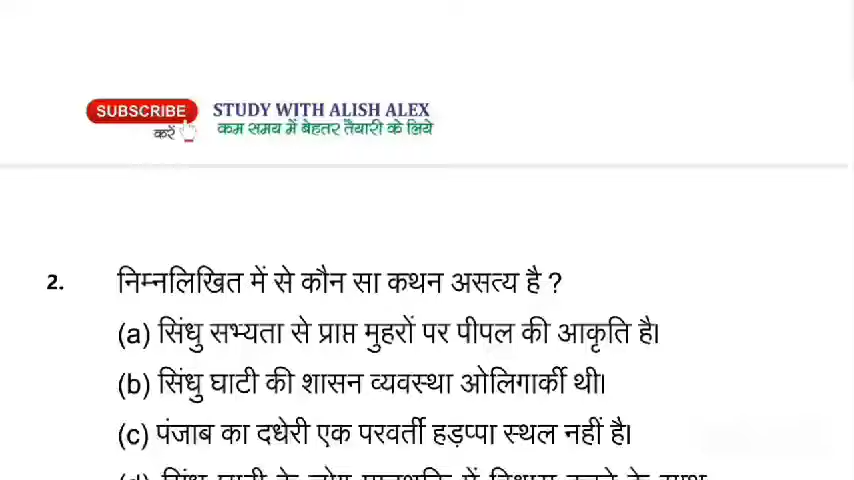 SUBSCRIBE STUDY WITH ALISH ALEX
करें कम समय में बेहतर तैयारी के लिये
2. निम्नलिखित में से कौन सा कथन असत्य है ?
(a) सिंधु सभ्यता से प्राप्त मुहरों पर पीपल की आकृति है।
(b) सिंधु घाटी की शासन व्यवस्था ओलिगार्की थी।
(c) पंजाब का दधेरी एक परवर्ती हड़प्पा स्थल नहीं है।